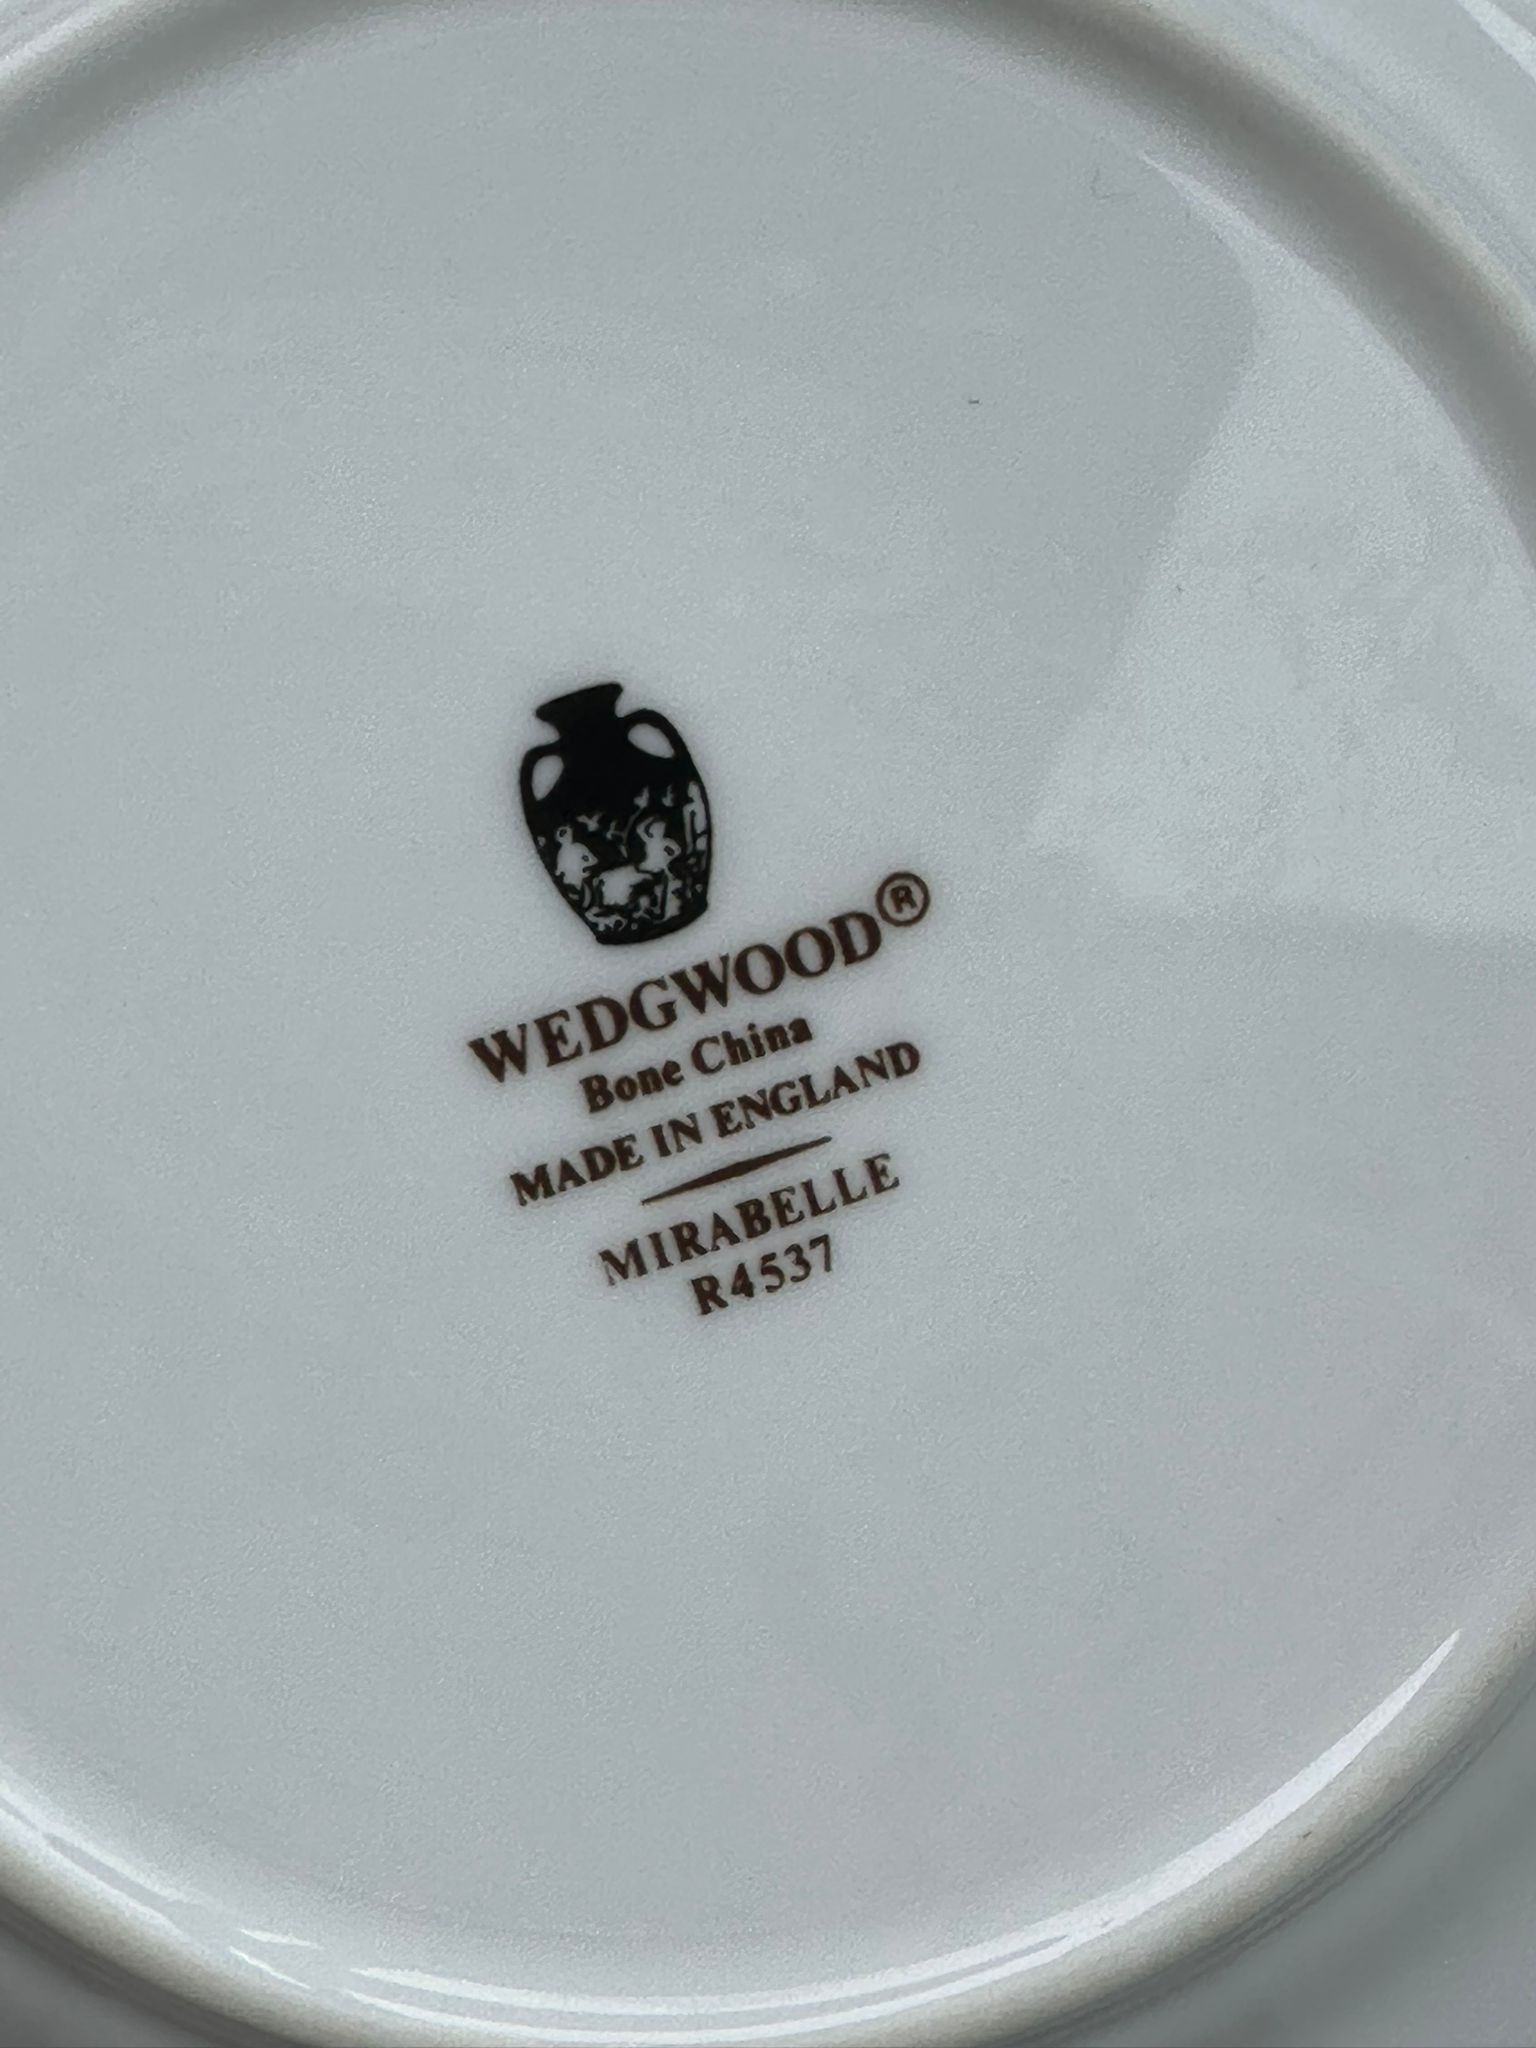 WEDGWOOD®
Bone China
MADE IN ENGLAND
MIRABELLE
R4537